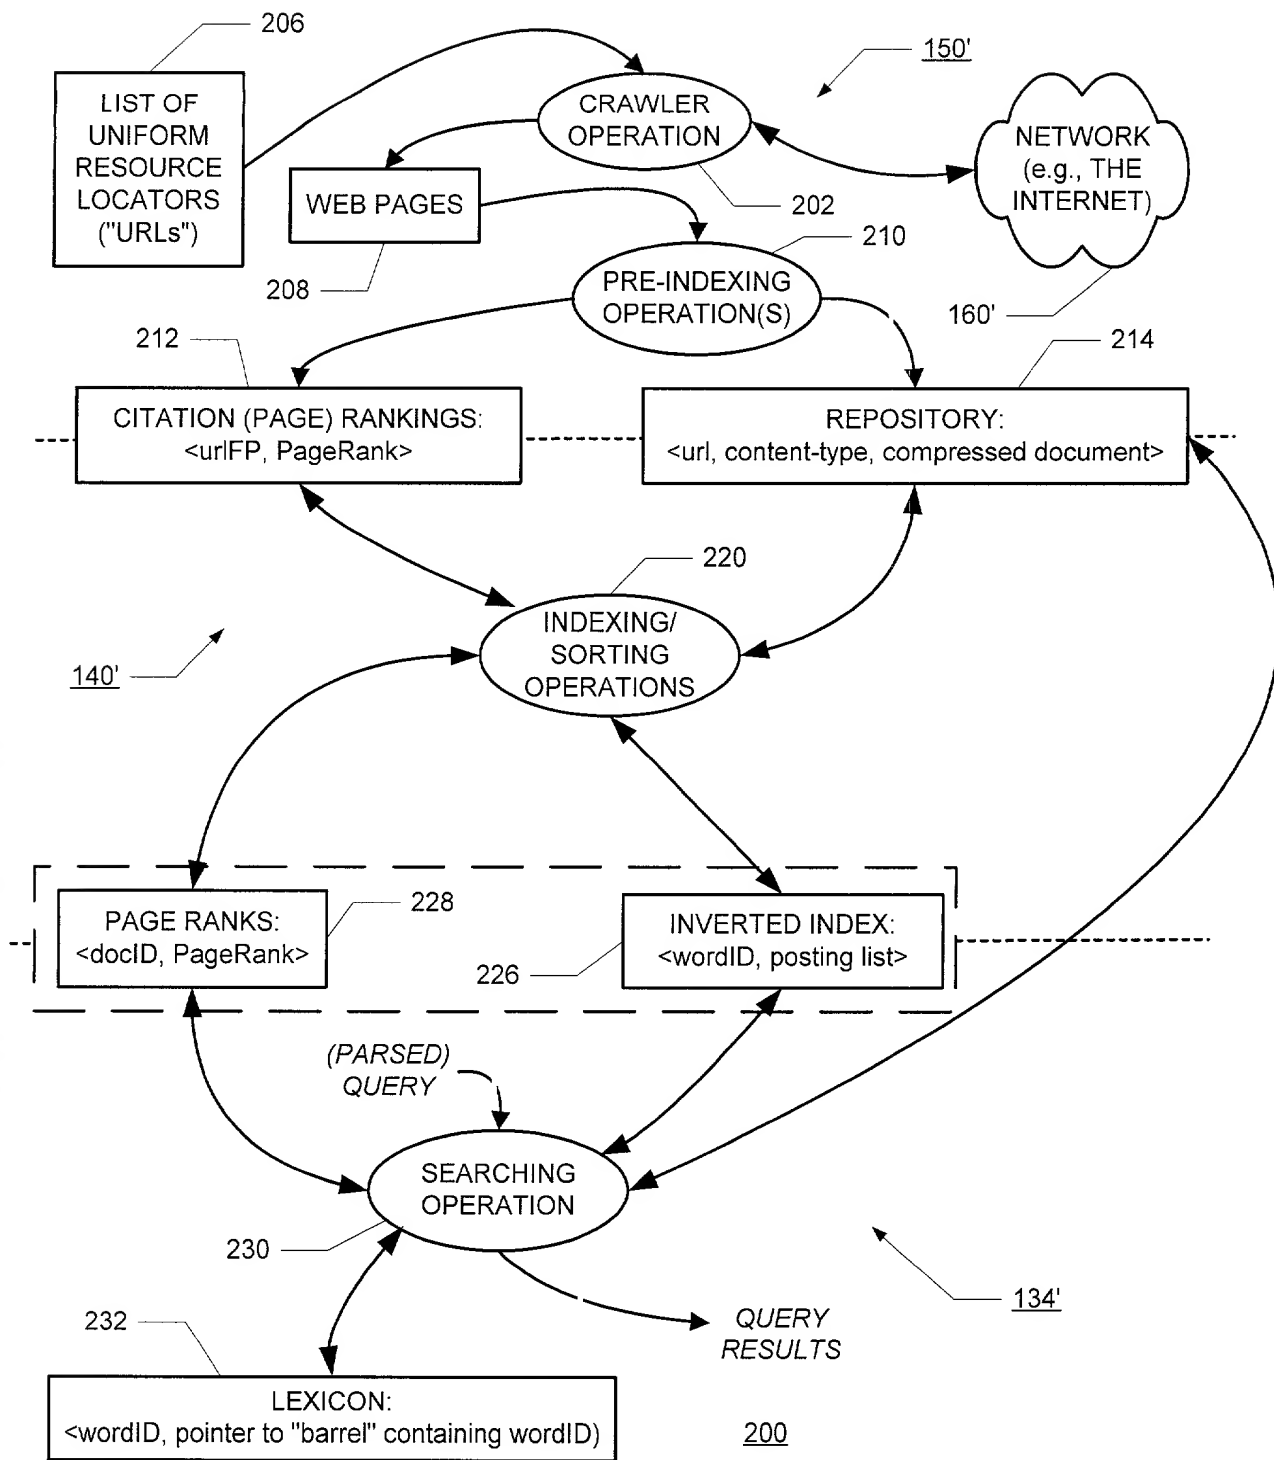 206
LIST OF
UNIFORM
RESOURCE
LOCATORS
("URLs")
CRAWLER
OPERATION
150'
NETWORK
(e.g., THE
INTERNET)
WEB PAGES
202
210
208
PRE-INDEXING
OPERATION(S)
160'
212
214
CITATION (PAGE) RANKINGS:
<urlFP, PageRank>
REPOSITORY:
<url, content-type, compressed document>
220
INDEXING/
SORTING
OPERATIONS
140'
PAGE RANKS:
<docID, PageRank>
228
INVERTED INDEX:
<wordID, posting list>
226
(PARSED)
QUERY
SEARCHING
OPERATION
230
134'
232
QUERY
RESULTS
LEXICON:
<wordID, pointer to "barrel" containing wordID)
200